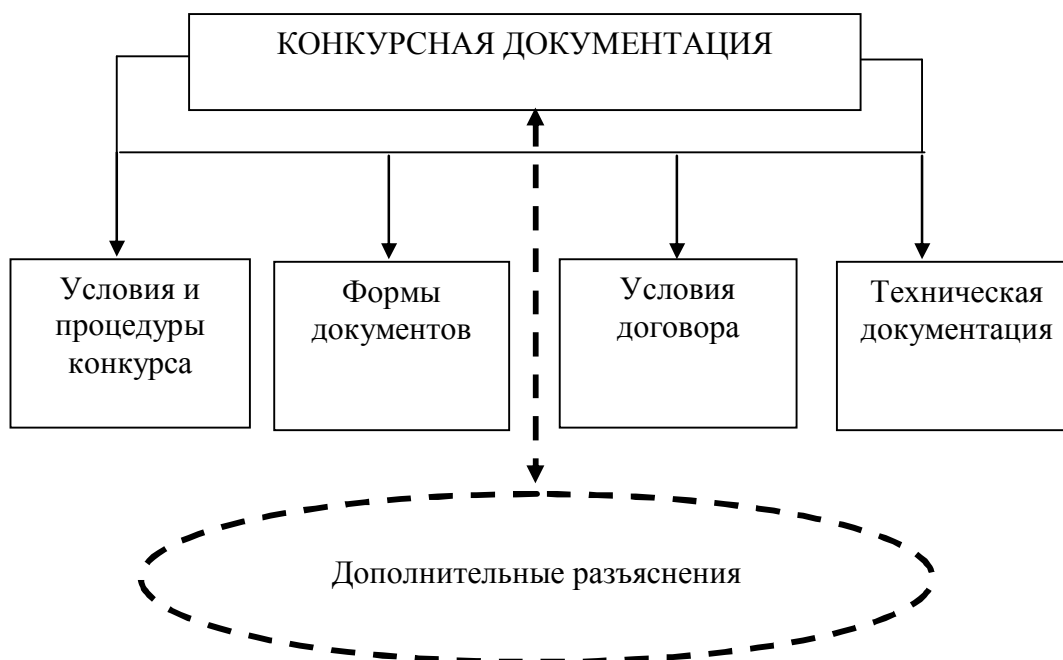 КОНКУРСНАЯ ДОКУМЕНТАЦИЯ
Условия и
процедуры
конкурса
Формы
документов
Условия
договора
Техническая
документация
Дополнительные разъяснения